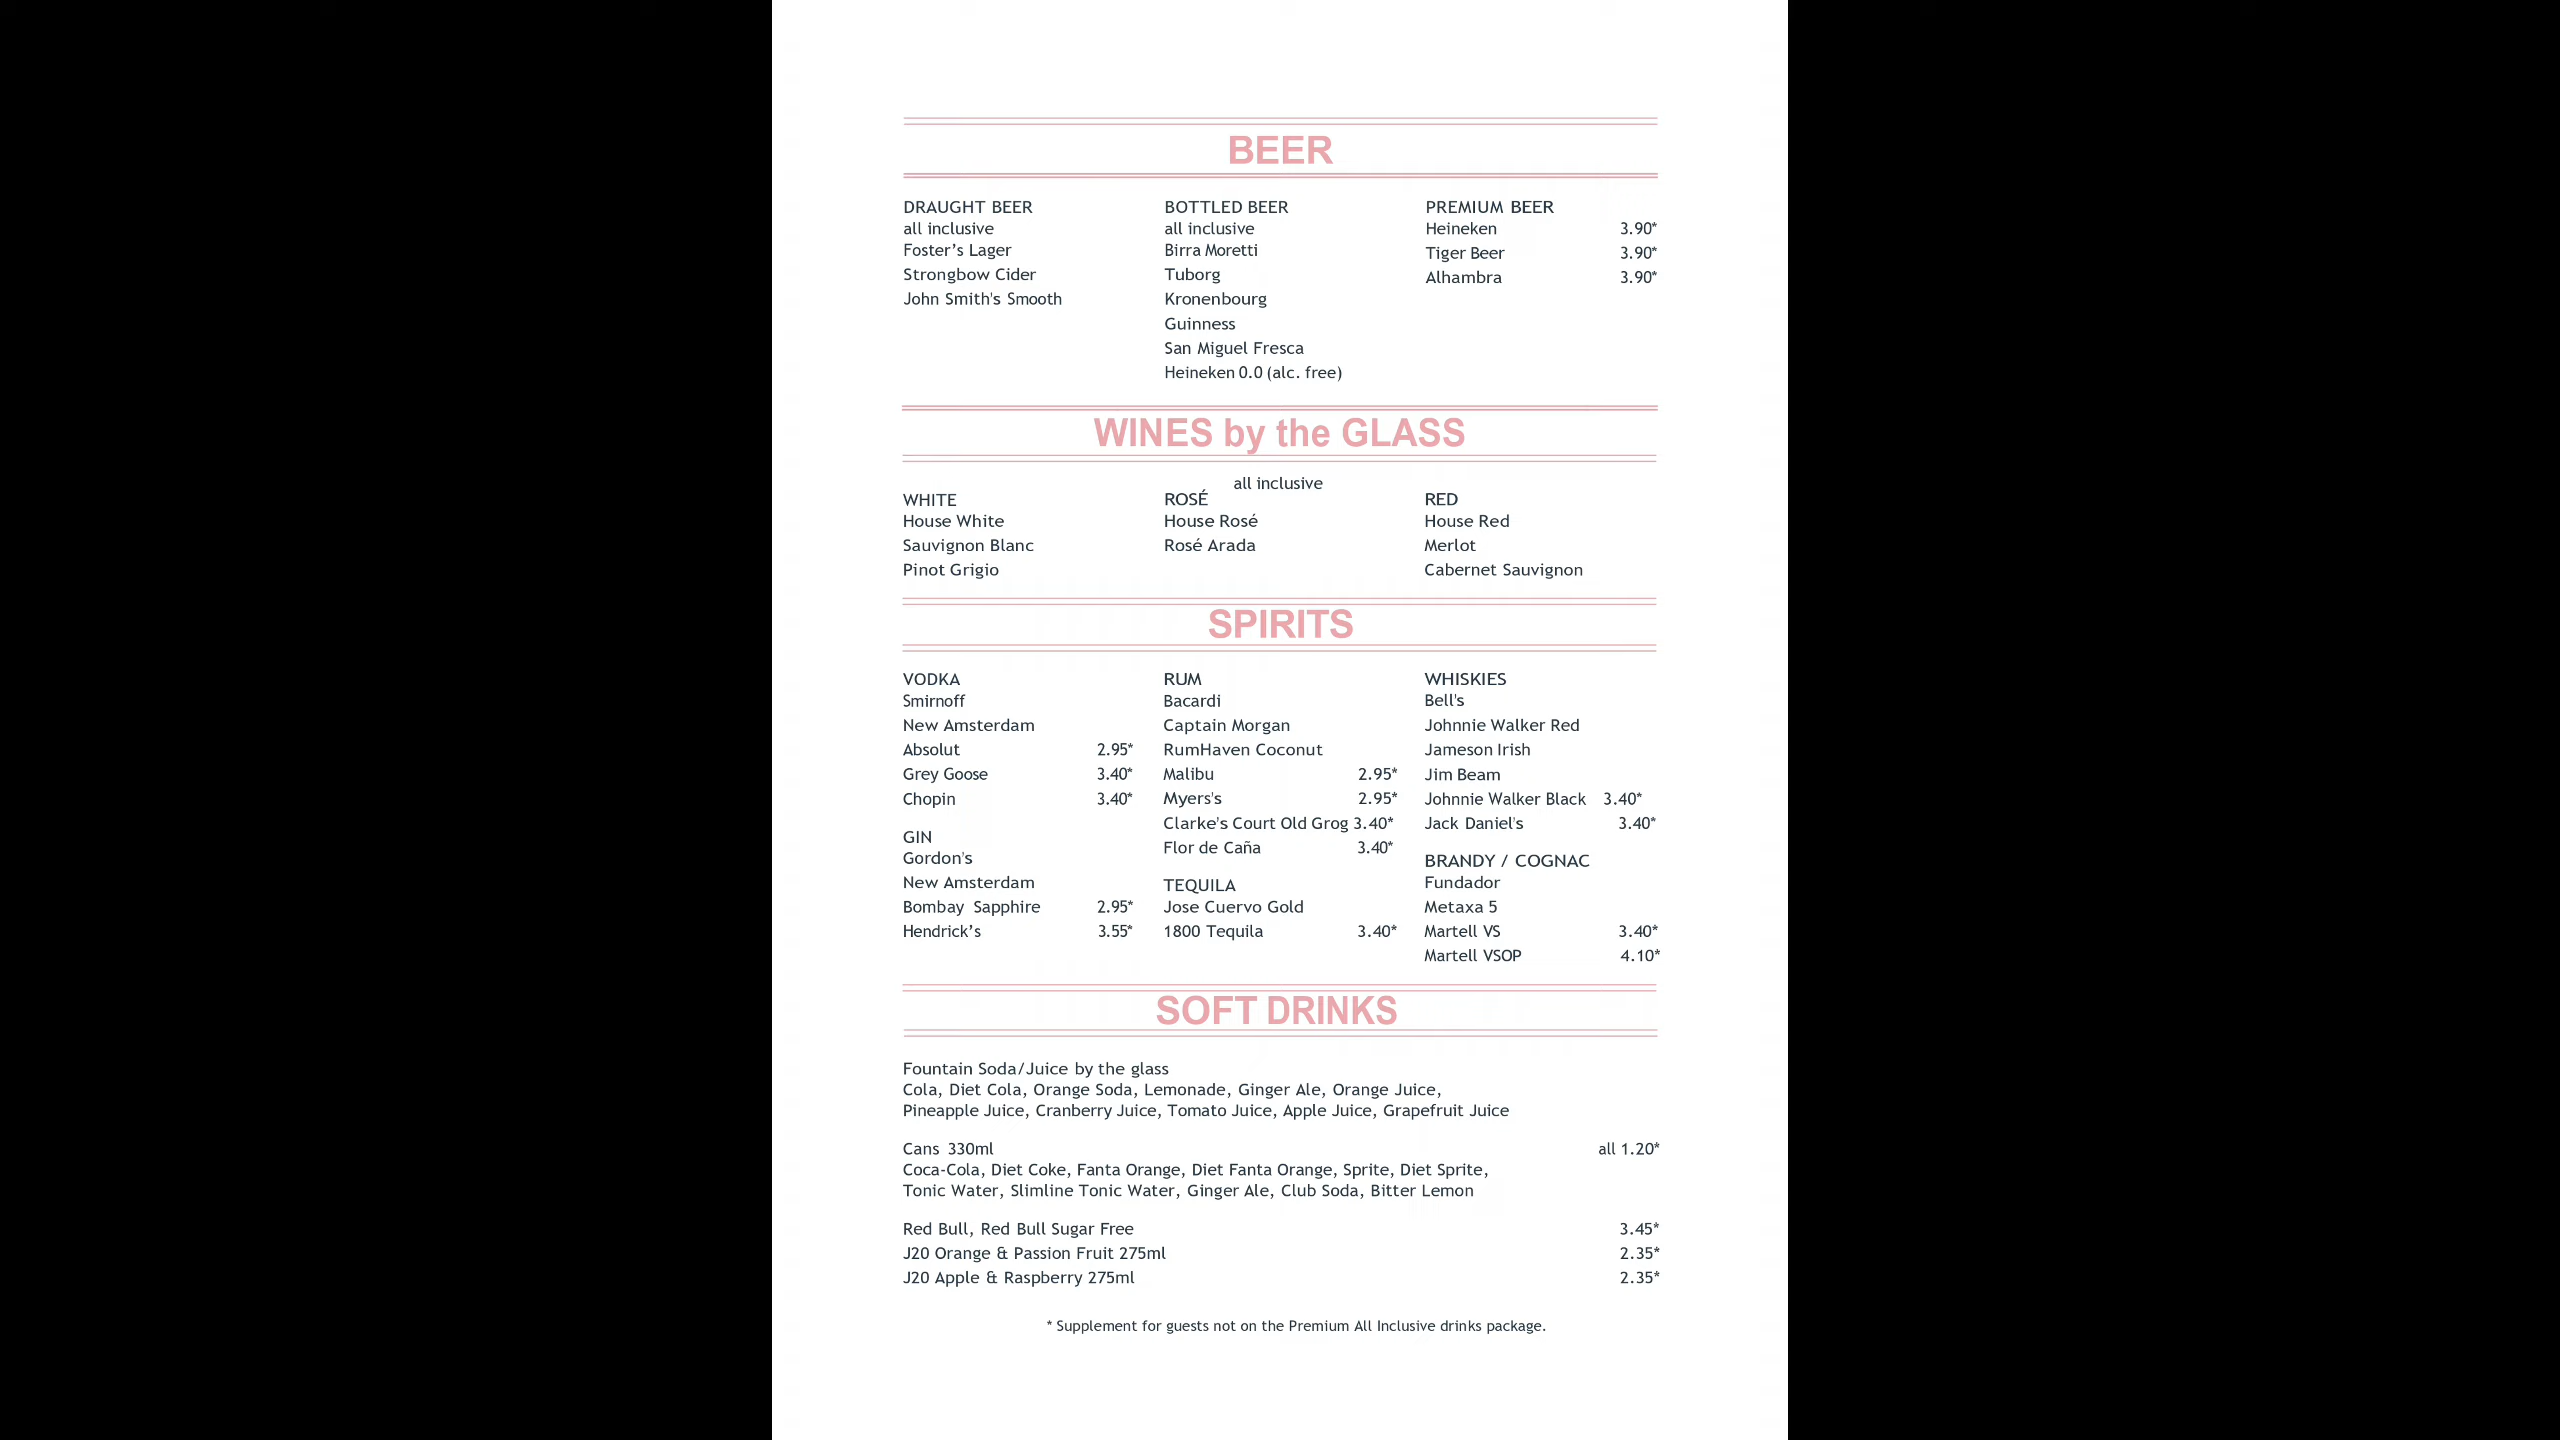 BEER
DRAUGHT BEER
all inclusive
Foster’s Lager
Strongbow Cider
John Smith's Smooth
BOTTLED BEER
all inclusive
Birra Moretti
Tuborg
Kronenbourg
Guinness
San Miguel Fresca
Heineken 0.0 (alc. free)
PREMIUM BEER
Heineken 3.90*
Tiger Beer 3.90*
Alhambra 3.90*
WINES by the GLASS
all inclusive
WHITE
House White
Sauvignon Blanc
Pinot Grigio
ROSÉ
House Rosé
Rosé Arada
RED
House Red
Merlot
Cabernet Sauvignon
SPIRITS
VODKA
Smirnoff
New Amsterdam
Absolut 2.95*
Grey Goose 3.40*
Chopin 3.40*
GIN
Gordon's
New Amsterdam
Bombay Sapphire 2.95*
Hendrick’s 3.55*
RUM
Bacardi
Captain Morgan
RumHaven Coconut
Malibu 2.95*
Myers's 2.95*
Clarke's Court Old Grog 3.40*
Flor de Caña 3.40*
TEQUILA
Jose Cuervo Gold
1800 Tequila 3.40*
WHISKIES
Bell's
Johnnie Walker Red
Jameson Irish
Jim Beam
Johnnie Walker Black 3.40*
Jack Daniel's 3.40*
BRANDY / COGNAC
Fundador
Metaxa 5
Martell VS 3.40*
Martell VSOP 4.10*
SOFT DRINKS
Fountain Soda/Juice by the glass
Cola, Diet Cola, Orange Soda, Lemonade, Ginger Ale, Orange Juice,
Pineapple Juice, Cranberry Juice, Tomato Juice, Apple Juice, Grapefruit Juice
Cans 330ml all 1.20*
Coca-Cola, Diet Coke, Fanta Orange, Diet Fanta Orange, Sprite, Diet Sprite,
Tonic Water, Slimline Tonic Water, Ginger Ale, Club Soda, Bitter Lemon
Red Bull, Red Bull Sugar Free 3.45*
J20 Orange & Passion Fruit 275ml 2.35*
J20 Apple & Raspberry 275ml 2.35*
* Supplement for guests not on the Premium All Inclusive drinks package.